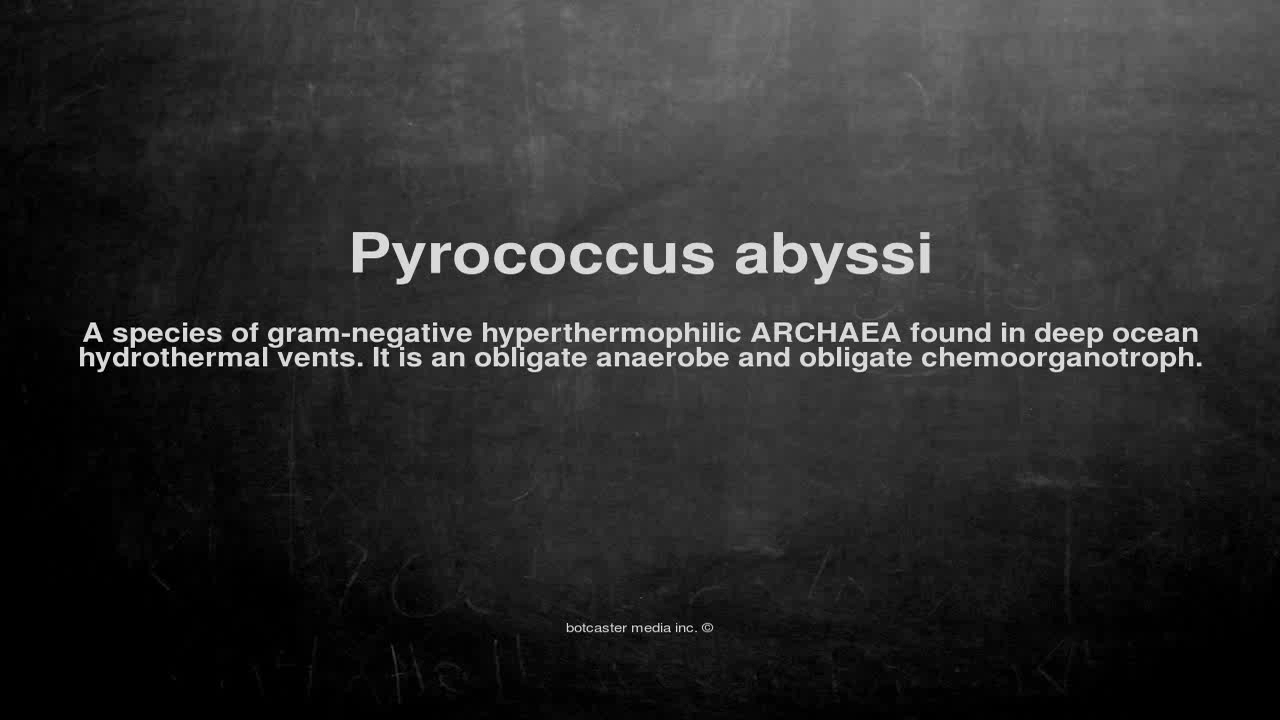 Pyrococcus abyssi
A species of gram-negative hyperthermophilic ARCHAEA found in deep ocean
hydrothermal vents. It is an obligate anaerobe and obligate chemoorganotroph.
botcaster media inc. ©